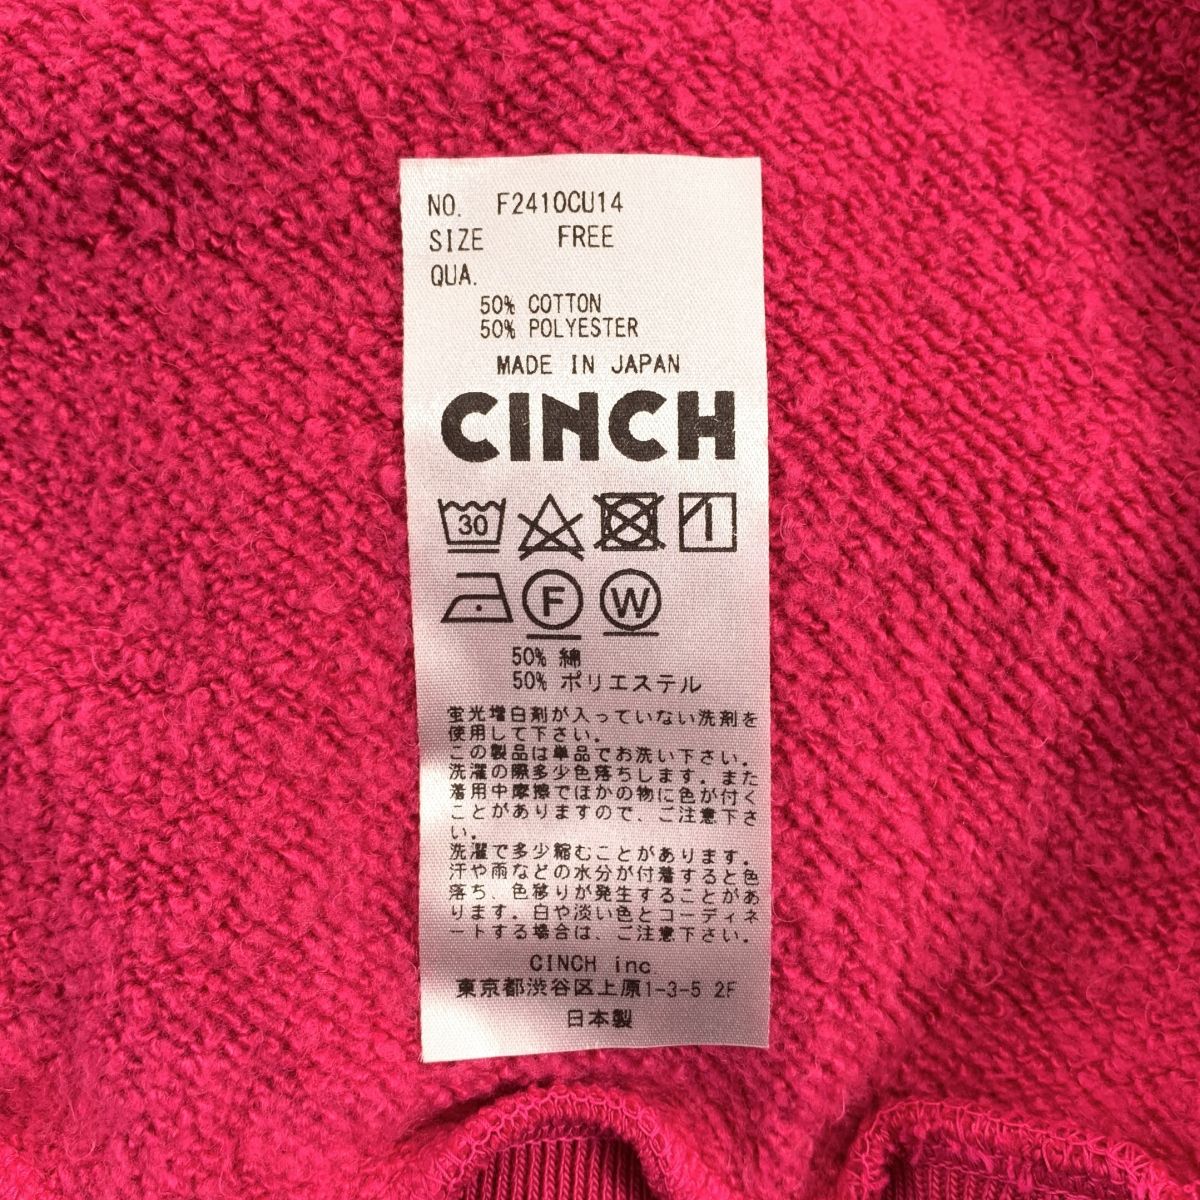 NO. F2410CU14
SIZE FREE
QUA.
50% COTTON
50% POLYESTER
MADE IN JAPAN
CINCH
30
F W
50% 綿
50% ポリエステル
蛍光増白剤が入っていない洗剤を
使用して下さい。
この製品は単品でお洗い下さい。
洗濯の際多少色落ちします。また
着用中摩擦でほかの物に色が付く
ことがありますので、ご注意下さ
い。
洗濯で多少縮むことがあります。
汗や雨などの水分が付着すると色
落ち、色移りが発生することがあ
ります。白や淡い色とコーディネ
ートする場合は、ご注意下さい。
CINCH inc
東京都渋谷区上原1-3-5 2F
日本製